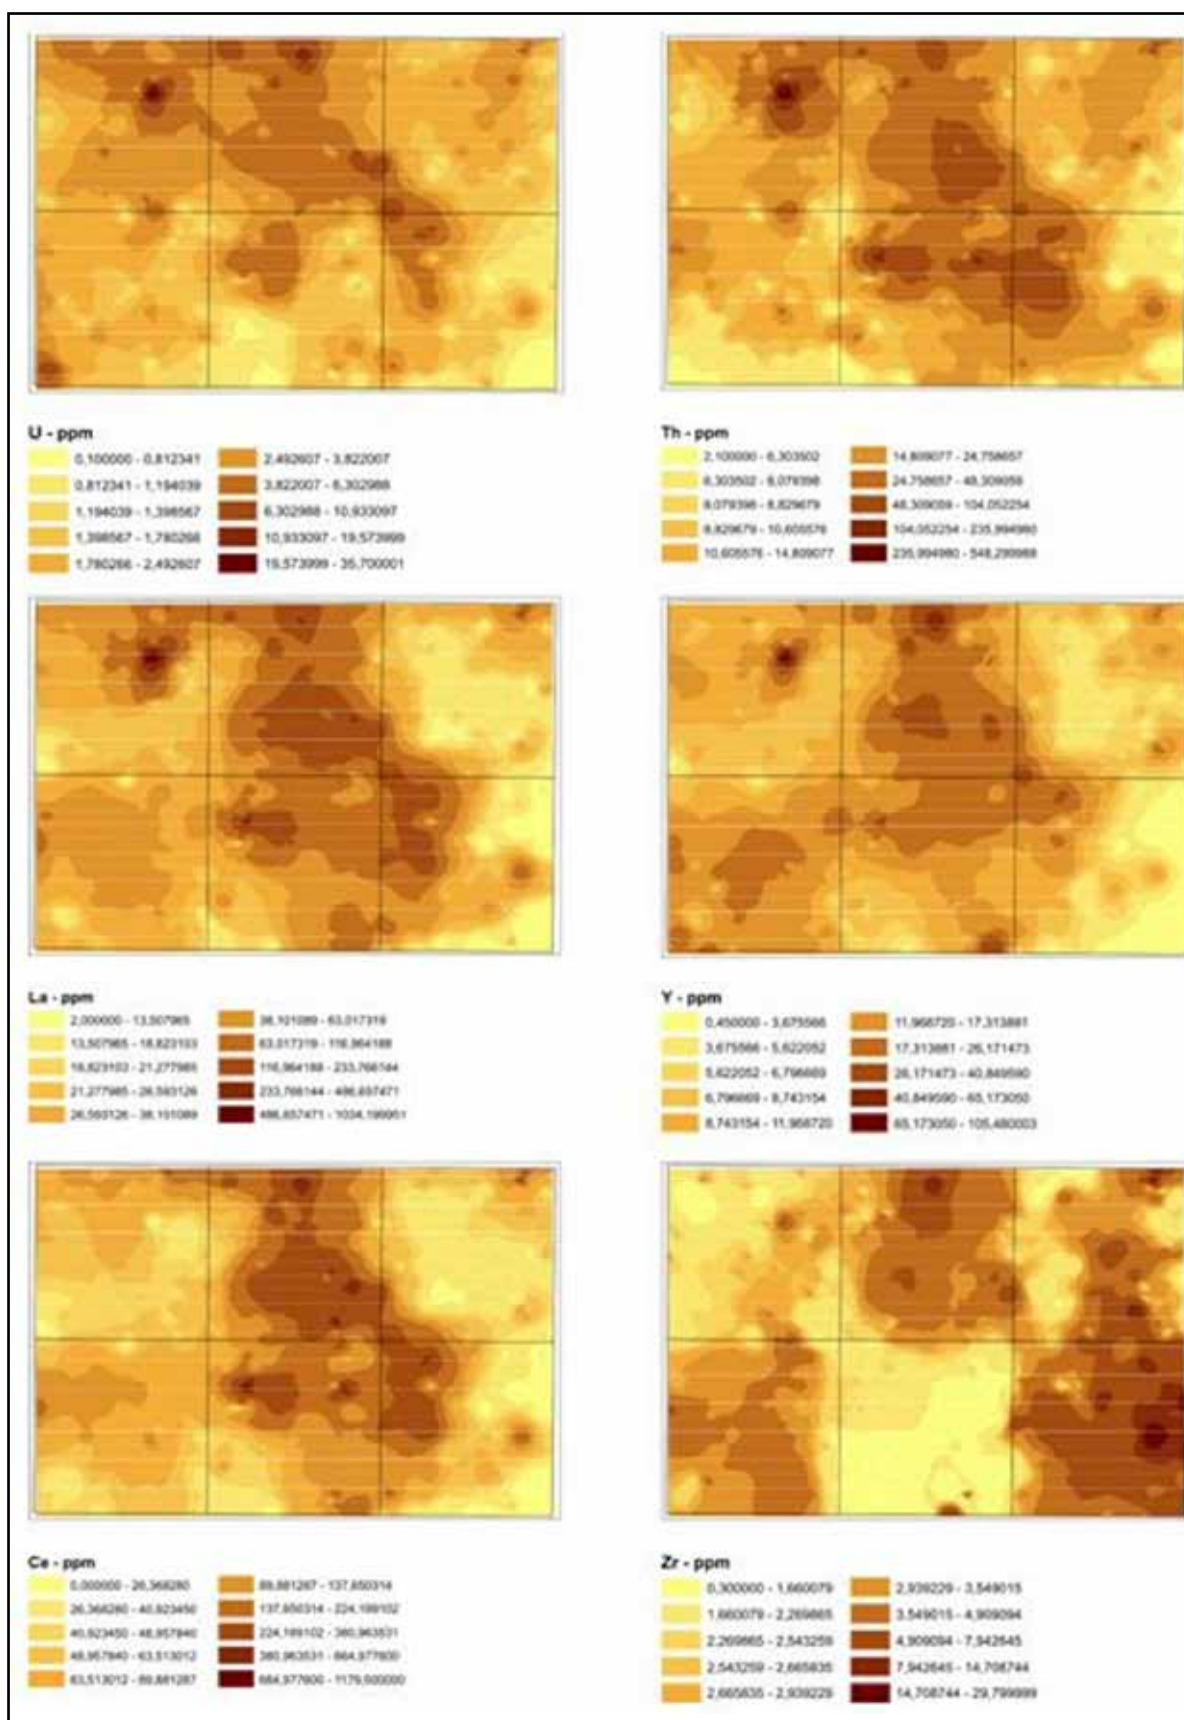 U - ppm
0,100000 - 0,812341
2,492607 - 3,822007
0,812341 - 1,194039
3,822007 - 6,302988
1,194039 - 1,398567
6,302988 - 10,933097
1,398567 - 1,780266
10,933097 - 19,573999
1,780266 - 2,492607
19,573999 - 35,700001
Th - ppm
2,100000 - 6,303502
14,809077 - 24,758657
6,303502 - 8,079398
24,758657 - 48,309059
8,079398 - 8,829679
48,309059 - 104,052254
8,829679 - 10,605576
104,052254 - 235,994980
10,605576 - 14,809077
235,994980 - 548,299988
La - ppm
2,000000 - 13,507965
38,101089 - 63,017319
13,507965 - 18,823103
63,017319 - 116,964188
18,823103 - 21,277985
116,964188 - 233,766144
21,277985 - 26,593126
233,766144 - 486,657471
26,593126 - 38,101089
486,657471 - 1034,199951
Y - ppm
0,450000 - 3,675566
11,966720 - 17,313881
3,675566 - 5,622052
17,313881 - 26,171473
5,622052 - 6,796669
26,171473 - 40,849590
6,796669 - 8,743154
40,849590 - 65,173050
8,743154 - 11,966720
65,173050 - 105,480003
Ce - ppm
0,000000 - 26,368280
89,881287 - 137,650314
26,368280 - 40,923450
137,650314 - 224,189102
40,923450 - 48,957840
224,189102 - 380,963531
48,957840 - 63,513012
380,963531 - 664,977600
63,513012 - 89,881287
664,977600 - 1179,500000
Zr - ppm
0,300000 - 1,660079
2,939229 - 3,549015
1,660079 - 2,269865
3,549015 - 4,909094
2,269865 - 2,543259
4,909094 - 7,942645
2,543259 - 2,665835
7,942645 - 14,708744
2,665835 - 2,939229
14,708744 - 29,799999